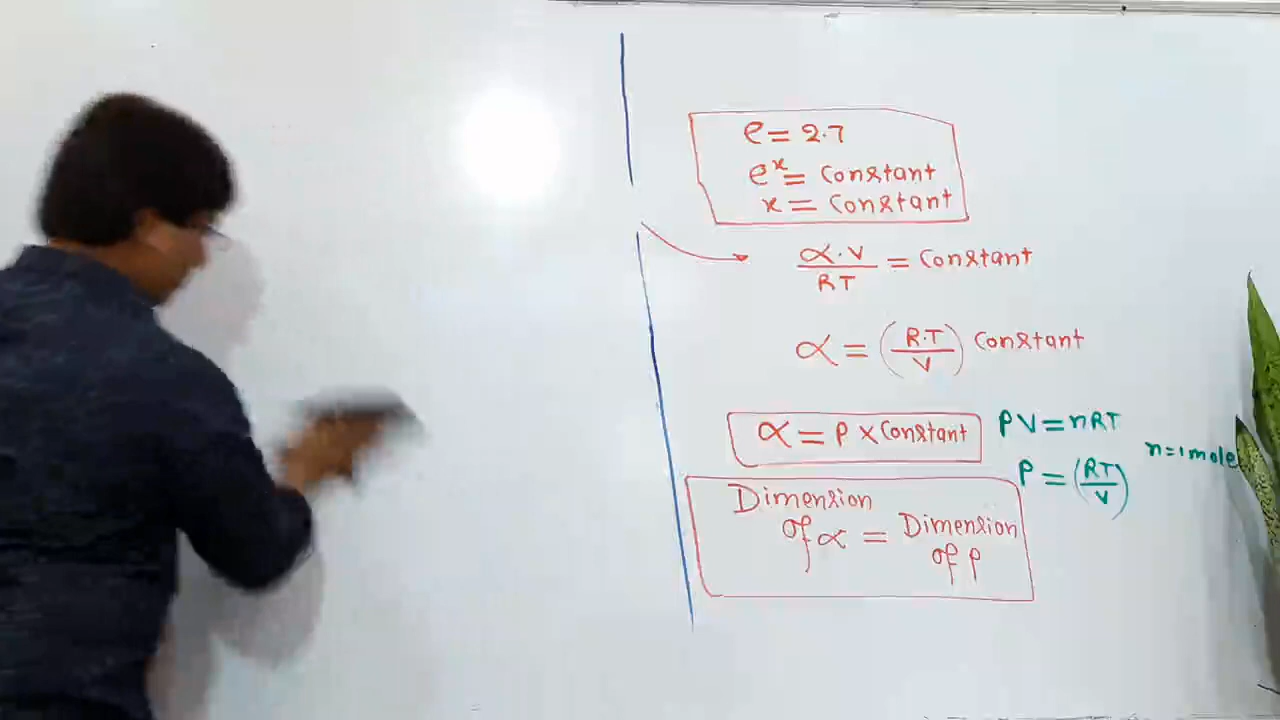 e = 2.7
e^x = Constant
x = Constant
α.V/RT = Constant
α = (R.T/V) Constant
α = P x Constant
PV = nRT
n = 1 mole
P = (RT/V)
Dimension of α = Dimension of P